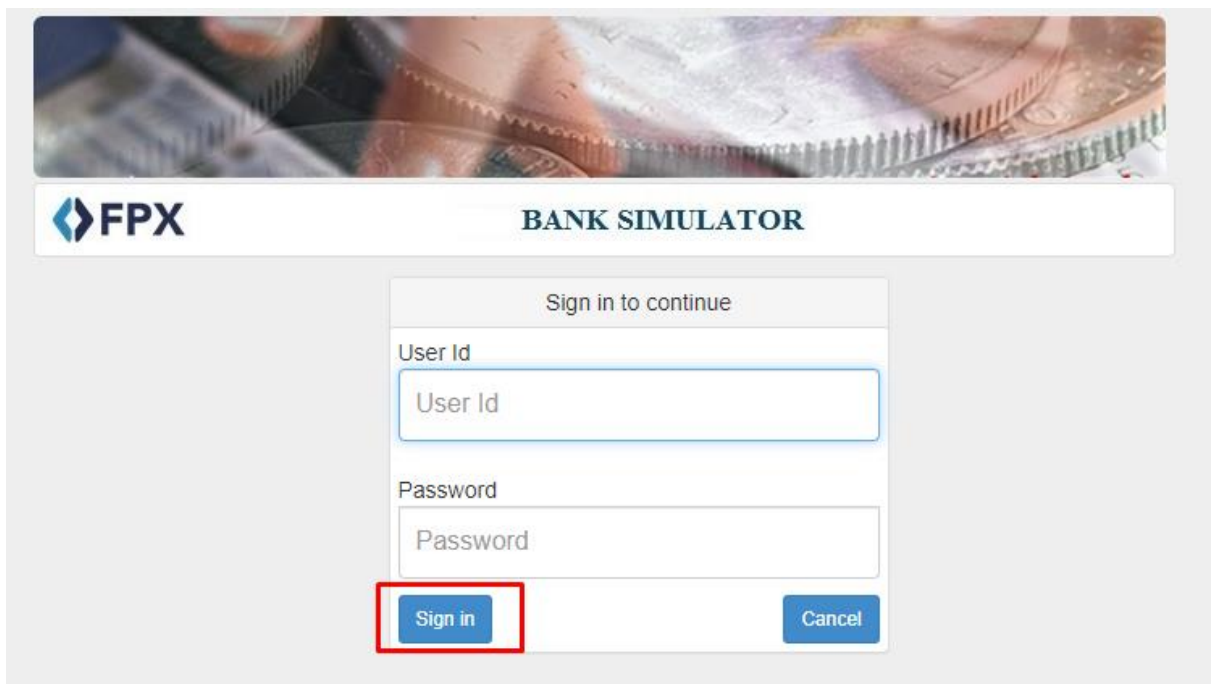 FPX
BANK SIMULATOR
Sign in to continue
User Id
User Id
Password
Password
Sign in
Cancel